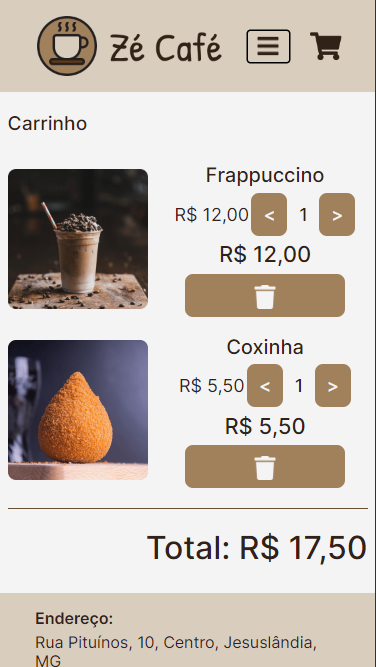 Zé Café
Carrinho
Frappuccino
R$ 12,00 < 1 >
R$ 12,00
Coxinha
R$ 5,50 < 1 >
R$ 5,50
Total: R$ 17,50
Endereço:
Rua Pituínos, 10, Centro, Jesuslândia,
MG